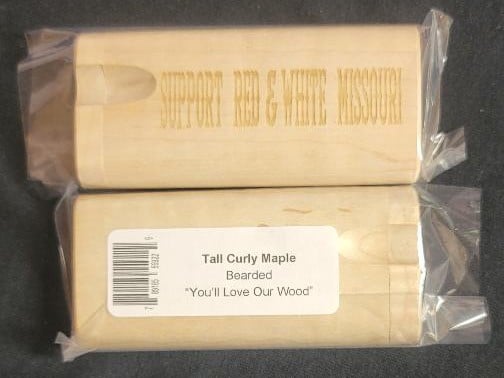 SUPPORT RED & WHITE MISSOURI
Tall Curly Maple
Bearded
"You'll Love Our Wood"